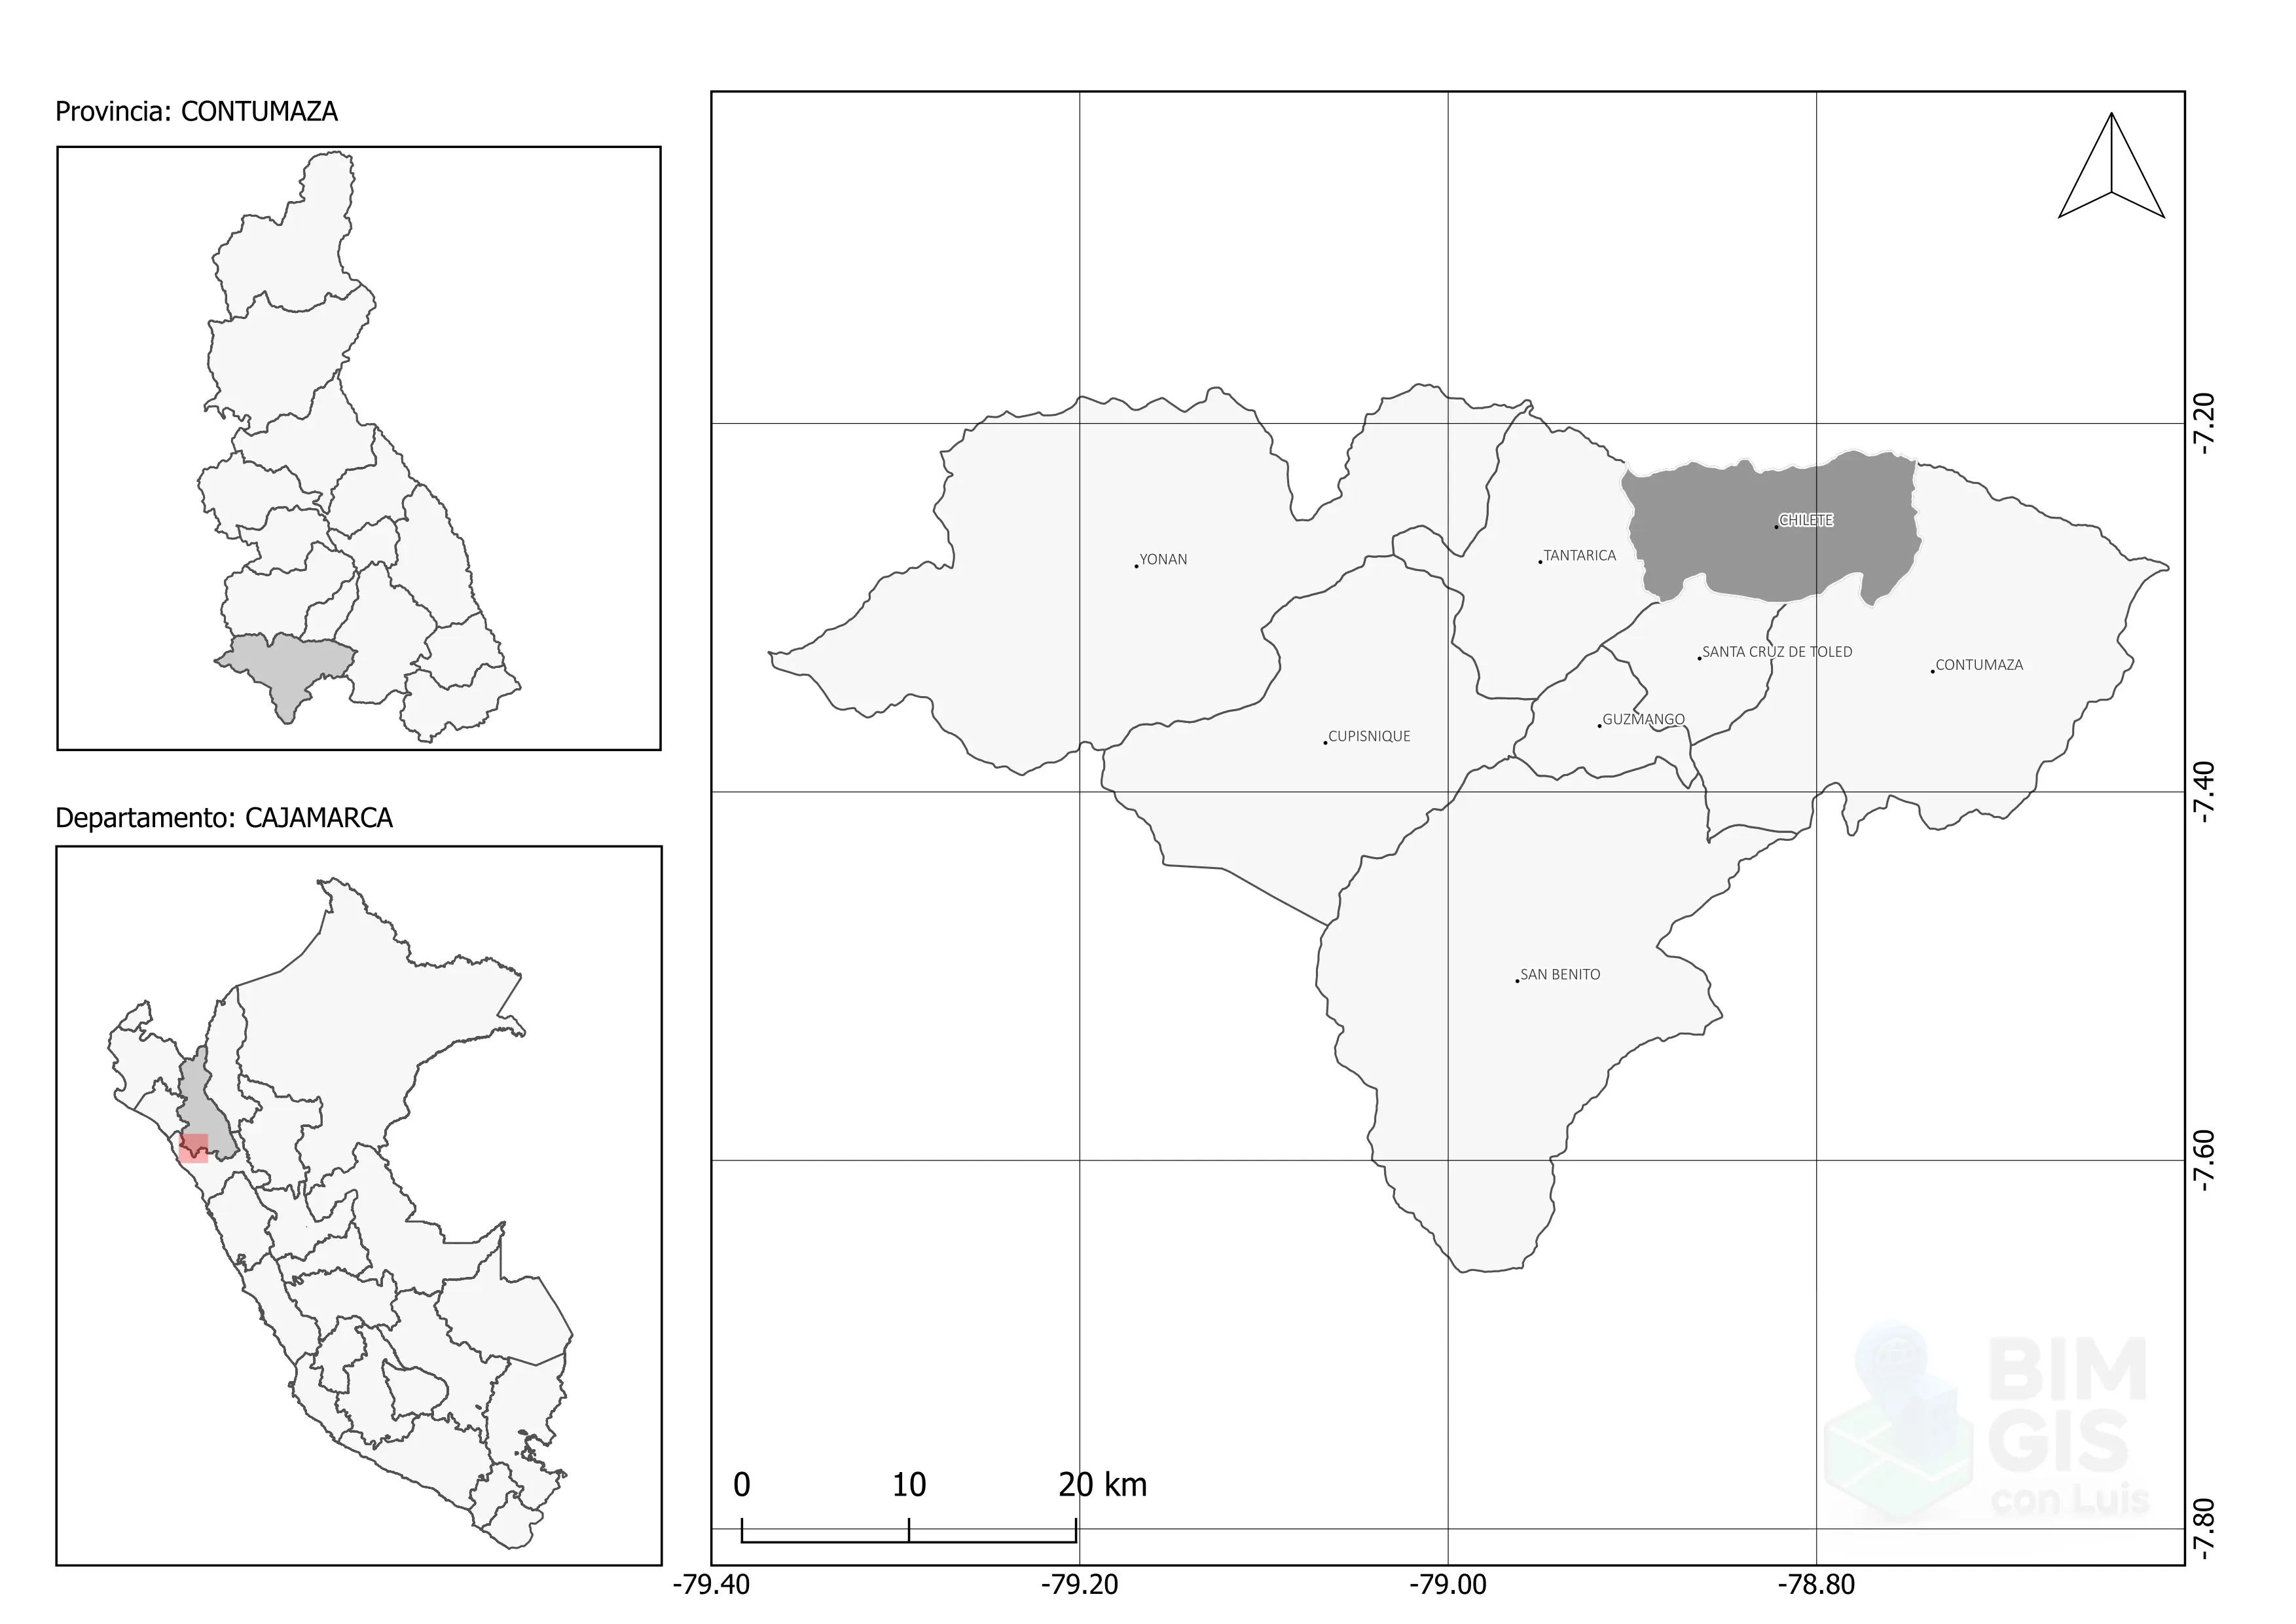 Provincia: CONTUMAZA
Departamento: CAJAMARCA
YONAN
TANTARICA
CHILETE
SANTA CRUZ DE TOLED
CONTUMAZA
GUZMANGO
CUPISNIQUE
SAN BENITO
-7.20
-7.40
-7.60
-7.80
0 10 20 km
-79.40 -79.20 -79.00 -78.80
BIM
GIS
con Luis